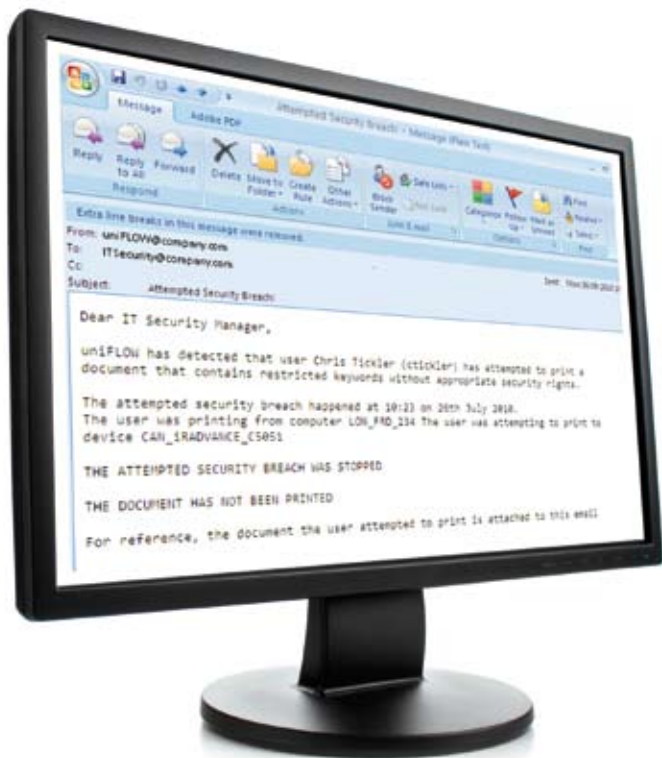 Attempted Security Breach: - Message (Plain Text)
Message Adobe PDF
Reply
Reply to All
Forward
Delete
Move to Folder
Create Rule
Other Actions
Block Sender
Safe Lists
Categorize
Follow Up
Mark as Unread
Find
Related
Select
Respond
Actions
Junk E-mail
Options
Find
Extra line breaks in this message were removed.
From: uniFLOW@company.com
To: ITSecurity@company.com
Cc:
Subject: Attempted Security Breach:
Sent:
Dear IT Security Manager,
uniFLOW has detected that user Chris Tickler (ctickler) has attempted to print a
document that contains restricted keywords without appropriate security rights.
The attempted security breach happened at 10:23 on 26th July 2010.
The user was printing from computer LON_FRD_234 The user was attempting to print to
device CAN_iRADVANCE_C5051
THE ATTEMPTED SECURITY BREACH WAS STOPPED
THE DOCUMENT HAS NOT BEEN PRINTED
For reference, the document the user attempted to print is attached to this email